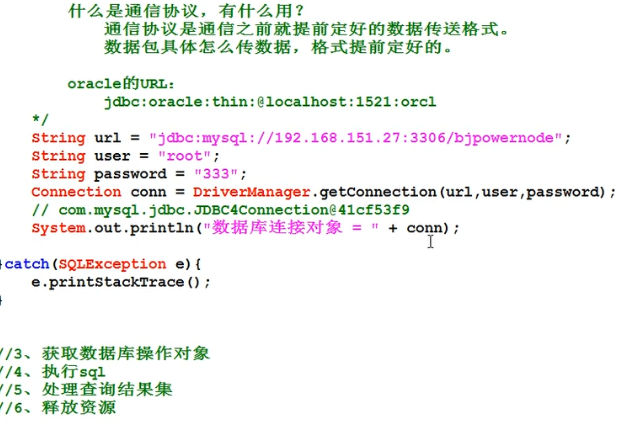 什么是通信协议，有什么用？
通信协议是通信之前就提前定好的数据传送格式。
数据包具体怎么传数据，格式提前定好的。
oracle的URL：
jdbc:oracle:thin:@localhost:1521:orcl
*/
String url = "jdbc:mysql://192.168.151.27:3306/bjpowernode";
String user = "root";
String password = "333";
Connection conn = DriverManager.getConnection(url,user,password);
// com.mysql.jdbc.JDBC4Connection@41cf53f9
System.out.println("数据库连接对象 = " + conn);
}catch(SQLException e){
e.printStackTrace();
}
//3、获取数据库操作对象
//4、执行sql
//5、处理查询结果集
//6、释放资源